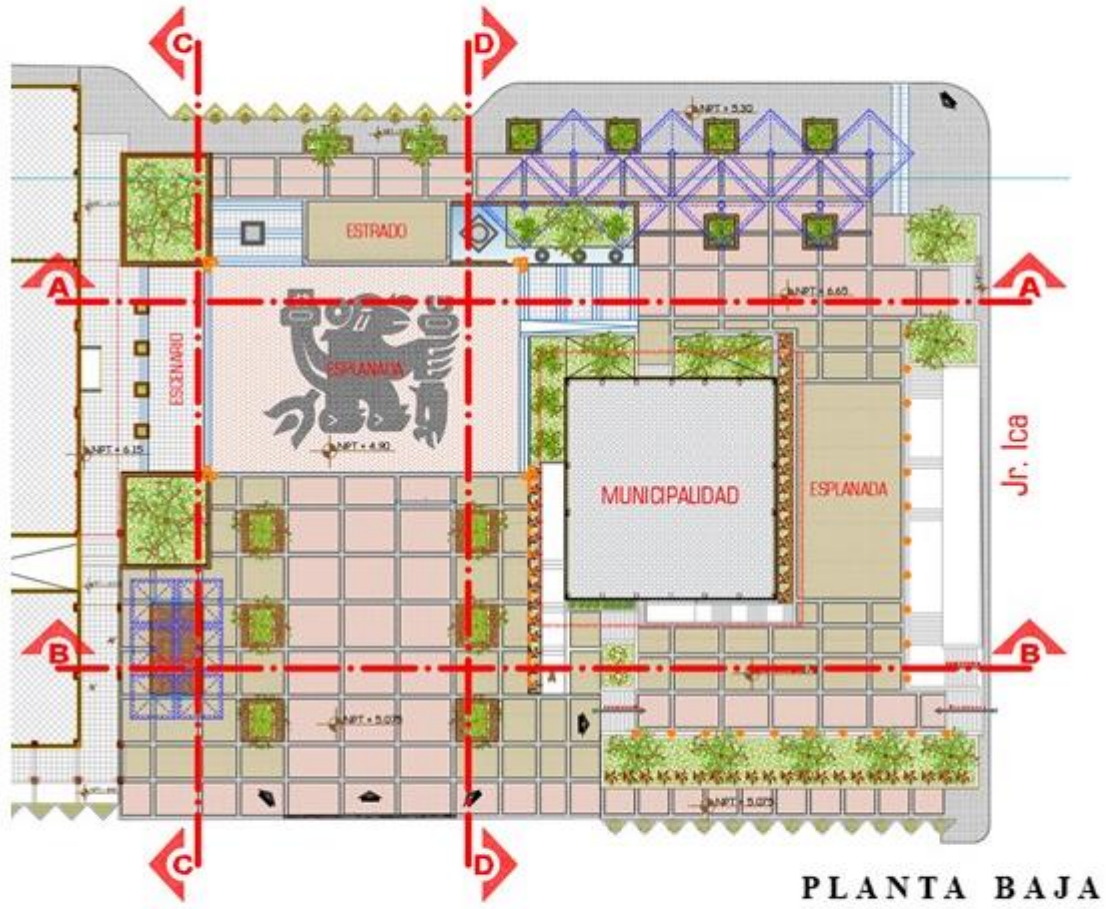 C D
NPT + 5.30
ESTRADO
A A
NPT + 6.65
ESCENARIO
ESPLANADA
NPT + 4.90
NPT + 6.15
MUNICIPALIDAD
ESPLANADA
Jr. Ica
B B
NPT + 5.075
NPT + 5.075
C D
PLANTA BAJA